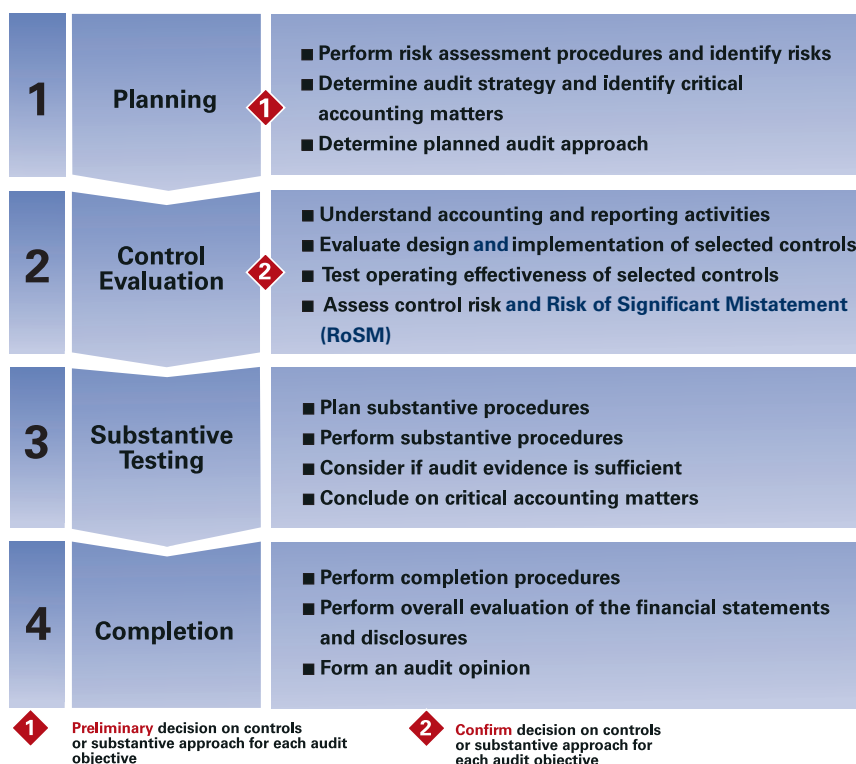 1
Planning
1
■ Perform risk assessment procedures and identify risks
■ Determine audit strategy and identify critical
accounting matters
■ Determine planned audit approach
2
Control
Evaluation
2
■ Understand accounting and reporting activities
■ Evaluate design and implementation of selected controls
■ Test operating effectiveness of selected controls
■ Assess control risk and Risk of Significant Mistatement
(RoSM)
3
Substantive
Testing
■ Plan substantive procedures
■ Perform substantive procedures
■ Consider if audit evidence is sufficient
■ Conclude on critical accounting matters
4
Completion
■ Perform completion procedures
■ Perform overall evaluation of the financial statements
and disclosures
■ Form an audit opinion
1
Preliminary decision on controls
or substantive approach for each audit
objective
2
Confirm decision on controls
or substantive approach for
each audit objective